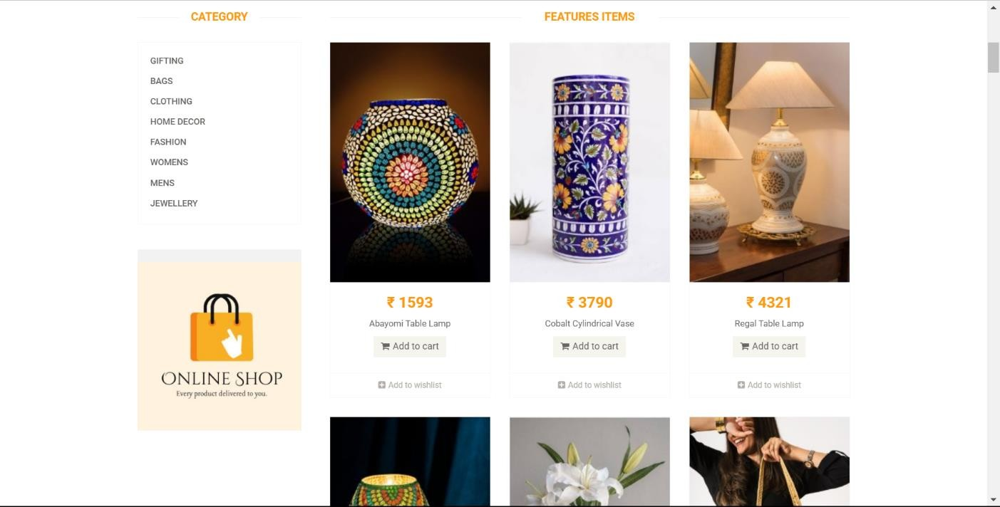 CATEGORY
FEATURES ITEMS
GIFTING
BAGS
CLOTHING
HOME DECOR
FASHION
WOMENS
MENS
JEWELLERY
ONLINE SHOP
Every product delivered to you.
₹ 1593
Abayomi Table Lamp
Add to cart
Add to wishlist
₹ 3790
Cobalt Cylindrical Vase
Add to cart
Add to wishlist
₹ 4321
Regal Table Lamp
Add to cart
Add to wishlist